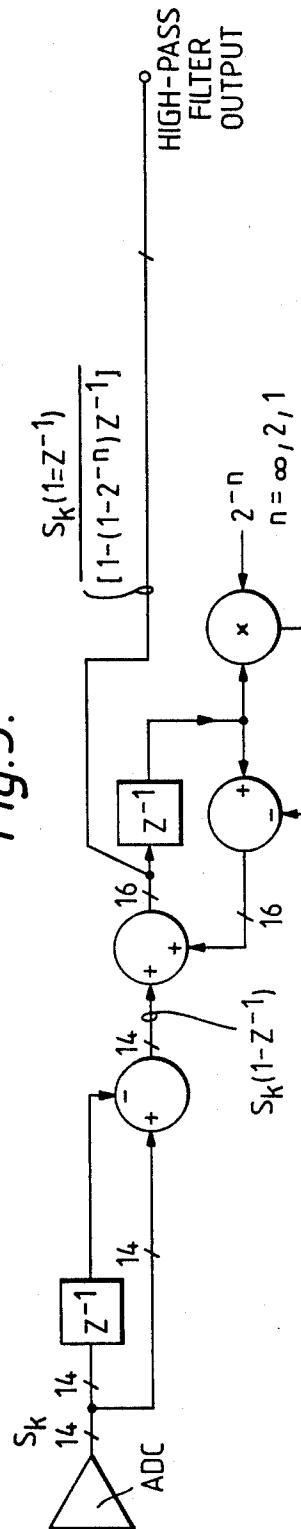 Fig.5.
S_k
14
14
Z⁻¹
14
ADC
−
+
14
S_k(1−Z⁻¹)
+
+
16
Z⁻¹
16
+
−
×
2⁻ⁿ
n = ∞, 2, 1
S_k(1=Z⁻¹)
[1−(1−2⁻ⁿ)Z⁻¹]
HIGH-PASS
FILTER
OUTPUT